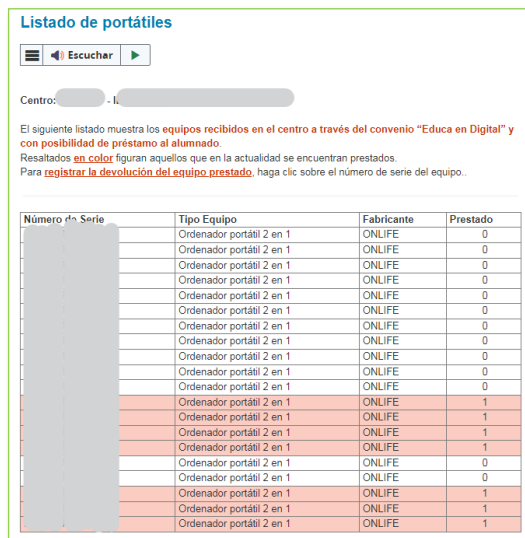 Listado de portátiles
Escuchar
Centro: -
El siguiente listado muestra los equipos recibidos en el centro a través del convenio “Educa en Digital” y
con posibilidad de préstamo al alumnado.
Resaltados en color figuran aquellos que en la actualidad se encuentran prestados.
Para registrar la devolución del equipo prestado, haga clic sobre el número de serie del equipo..
Número de Serie Tipo Equipo Fabricante Prestado
Ordenador portátil 2 en 1 ONLIFE 0
Ordenador portátil 2 en 1 ONLIFE 0
Ordenador portátil 2 en 1 ONLIFE 0
Ordenador portátil 2 en 1 ONLIFE 0
Ordenador portátil 2 en 1 ONLIFE 0
Ordenador portátil 2 en 1 ONLIFE 0
Ordenador portátil 2 en 1 ONLIFE 0
Ordenador portátil 2 en 1 ONLIFE 0
Ordenador portátil 2 en 1 ONLIFE 0
Ordenador portátil 2 en 1 ONLIFE 0
Ordenador portátil 2 en 1 ONLIFE 0
Ordenador portátil 2 en 1 ONLIFE 1
Ordenador portátil 2 en 1 ONLIFE 1
Ordenador portátil 2 en 1 ONLIFE 1
Ordenador portátil 2 en 1 ONLIFE 1
Ordenador portátil 2 en 1 ONLIFE 0
Ordenador portátil 2 en 1 ONLIFE 0
Ordenador portátil 2 en 1 ONLIFE 1
Ordenador portátil 2 en 1 ONLIFE 1
Ordenador portátil 2 en 1 ONLIFE 1